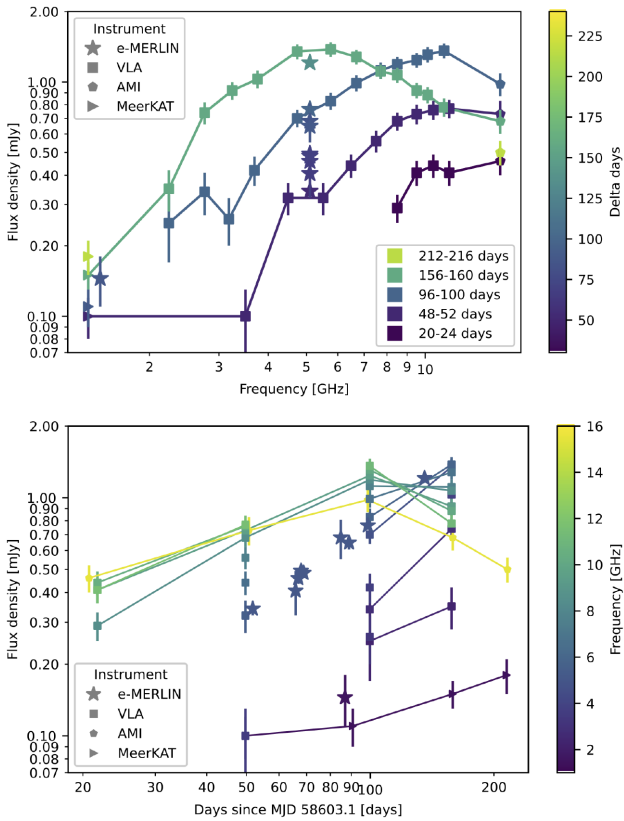 Instrument
e-MERLIN
VLA
AMI
MeerKAT
2.00
1.00
0.90
0.80
0.70
0.60
0.50
0.40
0.30
0.20
0.10
0.09
0.08
0.07
Flux density [mJy]
212-216 days
156-160 days
96-100 days
48-52 days
20-24 days
2 3 4 5 6 7 8 9 10
Frequency [GHz]
225
200
175
150
125
100
75
50
Delta days
2.00
1.00
0.90
0.80
0.70
0.60
0.50
0.40
0.30
0.20
0.10
0.09
0.08
0.07
Flux density [mJy]
Instrument
e-MERLIN
VLA
AMI
MeerKAT
20 30 40 50 60 70 80 90 100 200
Days since MJD 58603.1 [days]
16
14
12
10
8
6
4
2
Frequency [GHz]